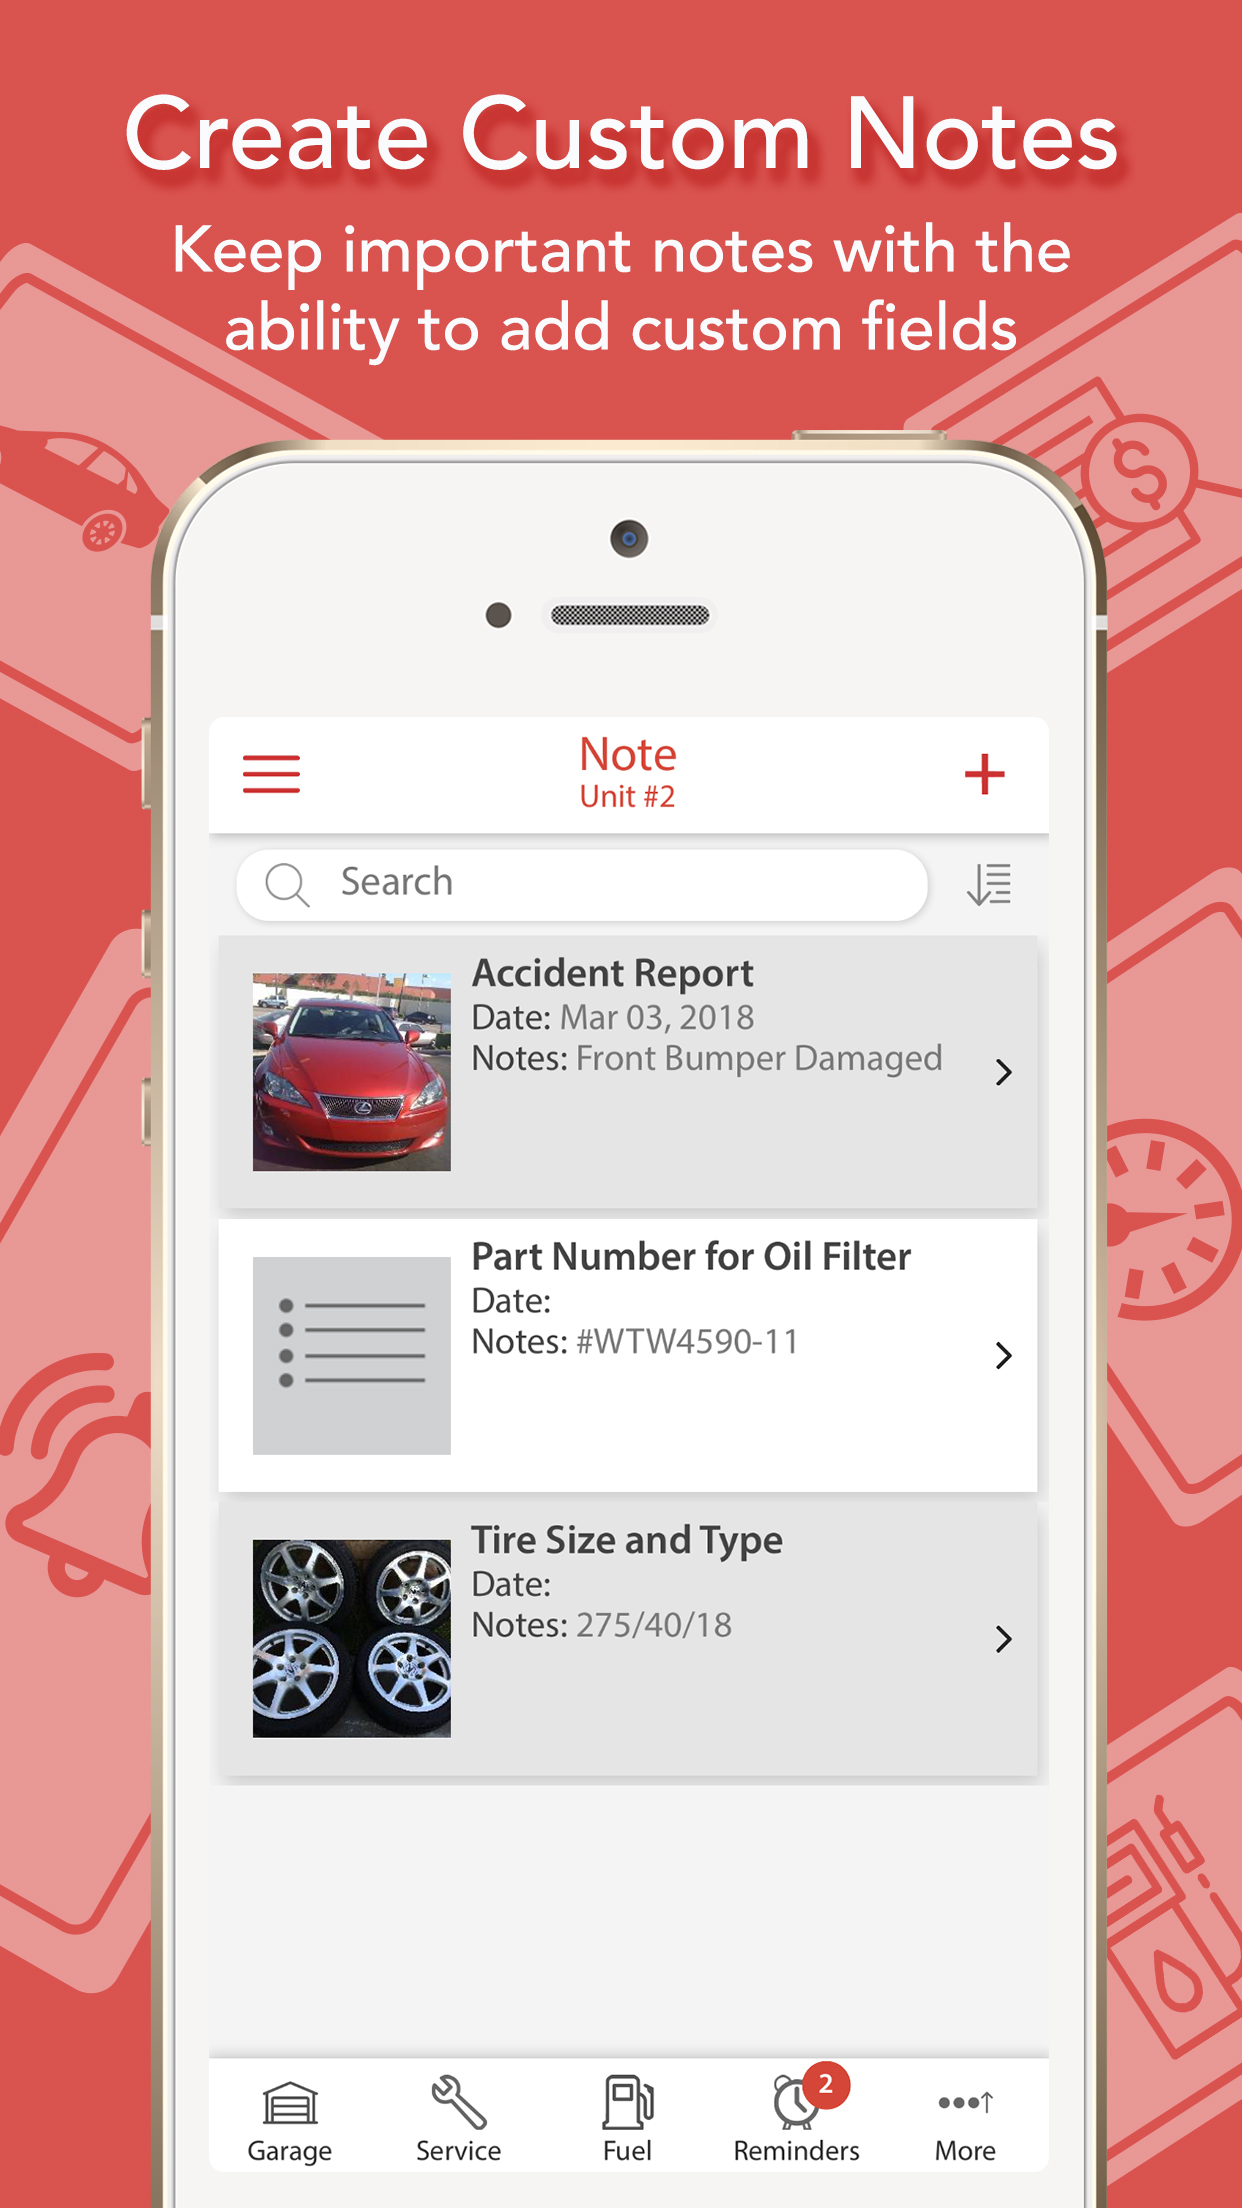 Create Custom Notes
Keep important notes with the
ability to add custom fields
Note
Unit #2
Search
Accident Report
Date: Mar 03, 2018
Notes: Front Bumper Damaged
Part Number for Oil Filter
Date:
Notes: #WTW4590-11
Tire Size and Type
Date:
Notes: 275/40/18
2
Garage
Service
Fuel
Reminders
More